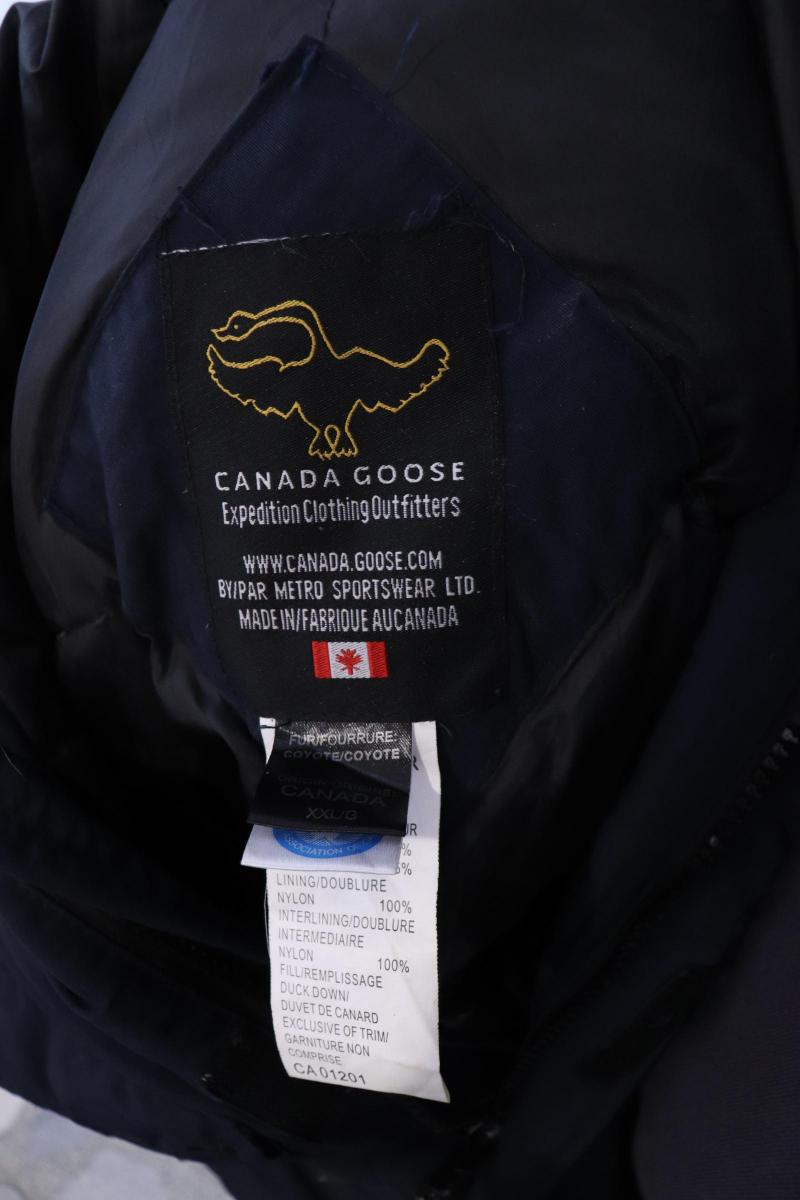 CANADA GOOSE
Expedition Clothing Outfitters
WWW.CANADA.GOOSE.COM
BY/PAR METRO SPORTSWEAR LTD.
MADE IN/FABRIQUE AUCANADA
FUR/FOURRURE:
COYOTE/COYOTE
CANADA
XXL/G
UR
%
%
LINING/DOUBLURE
NYLON 100%
INTERLINING/DOUBLURE
INTERMEDIAIRE
NYLON 100%
FILL/REMPLISSAGE
DUCK DOWN/
DUVET DE CANARD
EXCLUSIVE OF TRIM/
GARNITURE NON
COMPRISE
CA01201